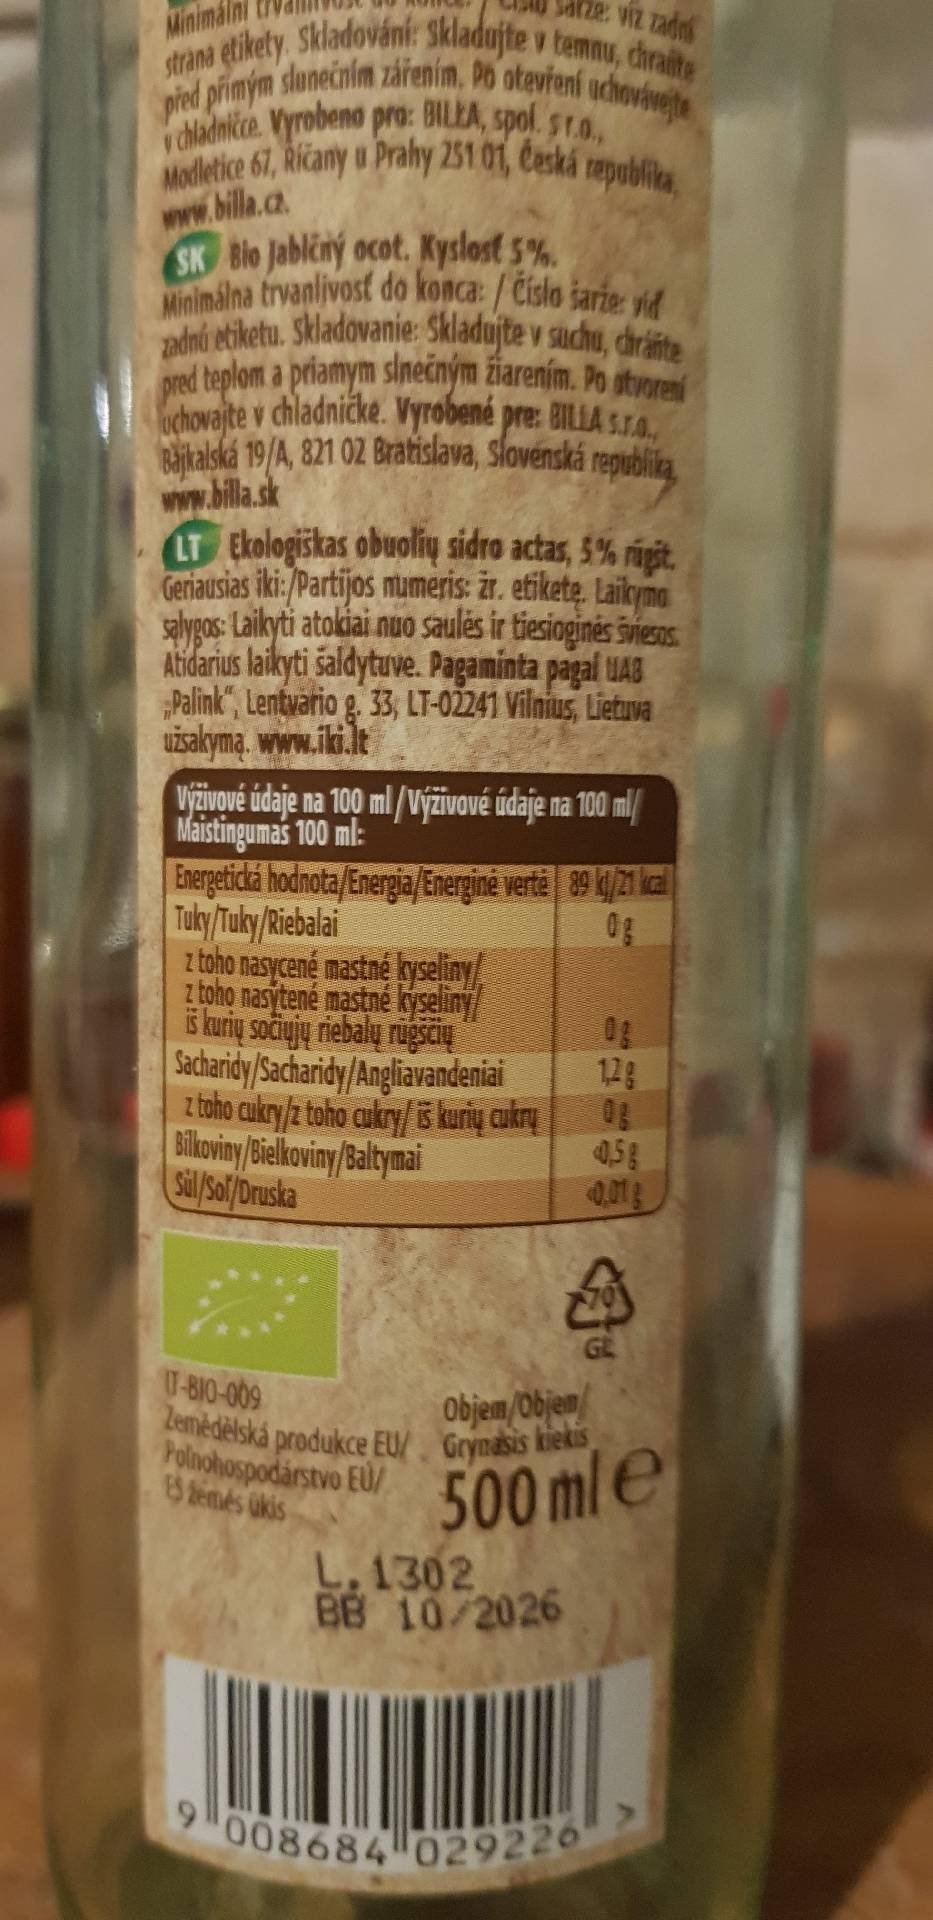 Minimální
strana etikety. Skladování: Skladujte v temnu, chraňte
před přímým slunečním zářením. Po otevření uchovávejte
v chladničce. Vyrobeno pro: BILLA, spol. s r.o.,
Modletice 67, Říčany u Prahy 251 01, Česká republika,
www.billa.cz.
SK Bio Jablčný ocot. Kyslosť 5%.
Minimálna trvanlivosť do konca: / Číslo šarže: viď
zadnú etiketu. Skladovanie: Skladujte v suchu, chráňte
pred teplom a priamym slnečným žiarením. Po otvorení
uchovajte v chladničke. Vyrobené pre: BILLA s.r.o.,
Bajkalská 19/A, 821 02 Bratislava, Slovenská republika,
www.billa.sk
LT Ekologiškas obuolių sidro actas, 5% rūgšt.
Geriausias iki:/Partijos numeris: žr. etiketę. Laikymo
sąlygos: Laikyti atokiai nuo saulės ir tiesioginės šviesos.
Atidarius laikyti šaldytuve. Pagaminta pagal UAB
„Palink“, Lentvario g. 33, LT-02241 Vilnius, Lietuva
užsakymą. www.iki.lt
Výživové údaje na 100 ml/Výživové údaje na 100 ml/
Maistingumas 100 ml:
Energetická hodnota/Energia/Energinė vertė 89 kJ/21 kcal
Tuky/Tuky/Riebalai 0 g
z toho nasycené mastné kyseliny/
z toho nasýtené mastné kyseliny/
iš kurių sočiųjų riebalų rūgščių 0 g
Sacharidy/Sacharidy/Angliavandeniai 1,2 g
z toho cukry/z toho cukry/ iš kurių cukrų 0 g
Bílkoviny/Bielkoviny/Baltymai <0,5 g
Sůl/Soľ/Druska <0,01 g
70
GL
IT-BIO-009
Zemědělská produkce EU/
Poľnohospodárstvo EÚ/
ES žemės ūkis
Objem/Objem/
Grynasis kiekis
500 ml e
L. 1302
BB 10/2026
9 008684 029226 >